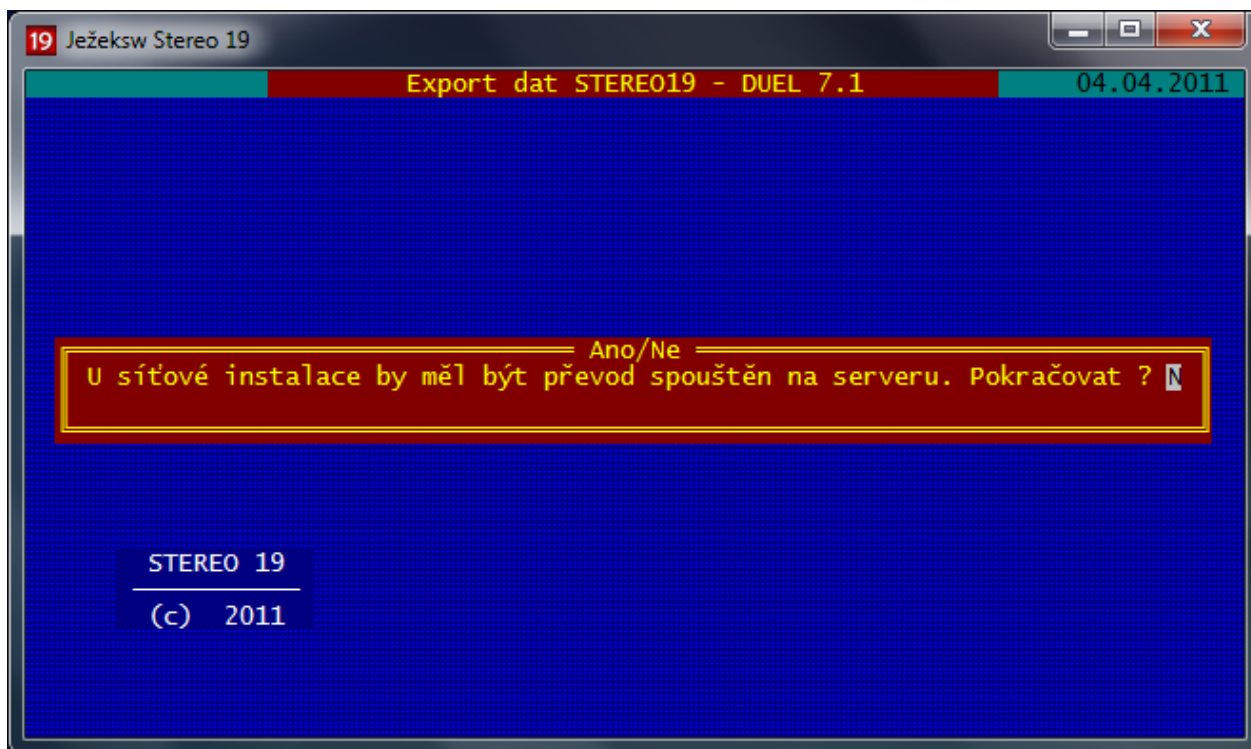 19 Ježeksw Stereo 19
Export dat STEREO19 - DUEL 7.1 04.04.2011
Ano/Ne
U síťové instalace by měl být převod spouštěn na serveru. Pokračovat ? N
STEREO 19
(c) 2011